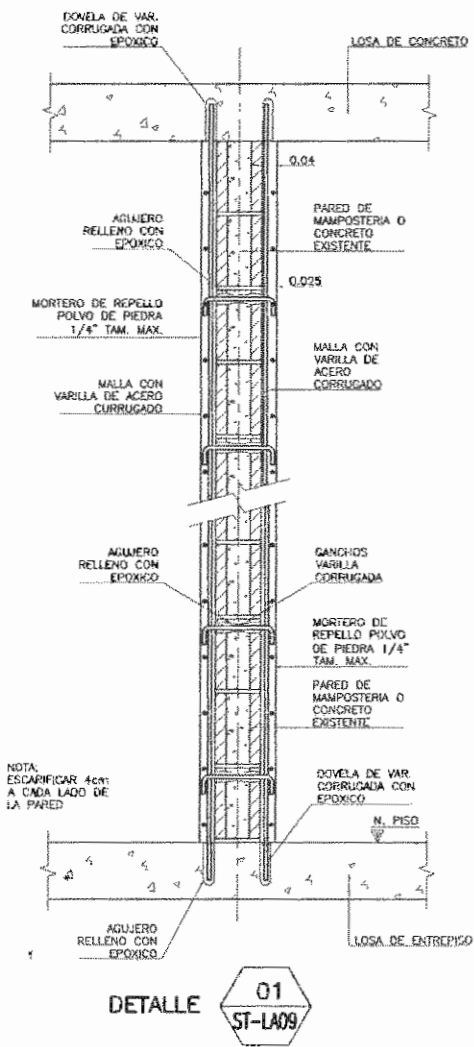 DOVELA DE VAR.
CORRUGADA CON
EPOXICO
LOSA DE CONCRETO
0.04
AGUJERO
RELLENO CON
EPOXICO
PARED DE
MAMPOSTERIA O
CONCRETO
EXISTENTE
0.025
MORTERO DE REPELLO
POLVO DE PIEDRA
1/4" TAM. MAX.
MALLA CON
VARILLA DE
ACERO
CORRUGADO
MALLA CON
VARILLA DE ACERO
CURRUGADO
AGUJERO
RELLENO CON
EPOXICO
GANCHOS
VARILLA
CORRUGADA
MORTERO DE
REPELLO POLVO
DE PIEDRA 1/4"
TAM. MAX.
PARED DE
MAMPOSTERIA O
CONCRETO
EXISTENTE
NOTA:
ESCARIFICAR 4cm
A CADA LADO DE
LA PARED
DOVELA DE VAR.
CORRUGADA CON
EPOXICO
N. PISO
AGUJERO
RELLENO CON
EPOXICO
LOSA DE ENTREPISO
DETALLE
01
ST-LA09